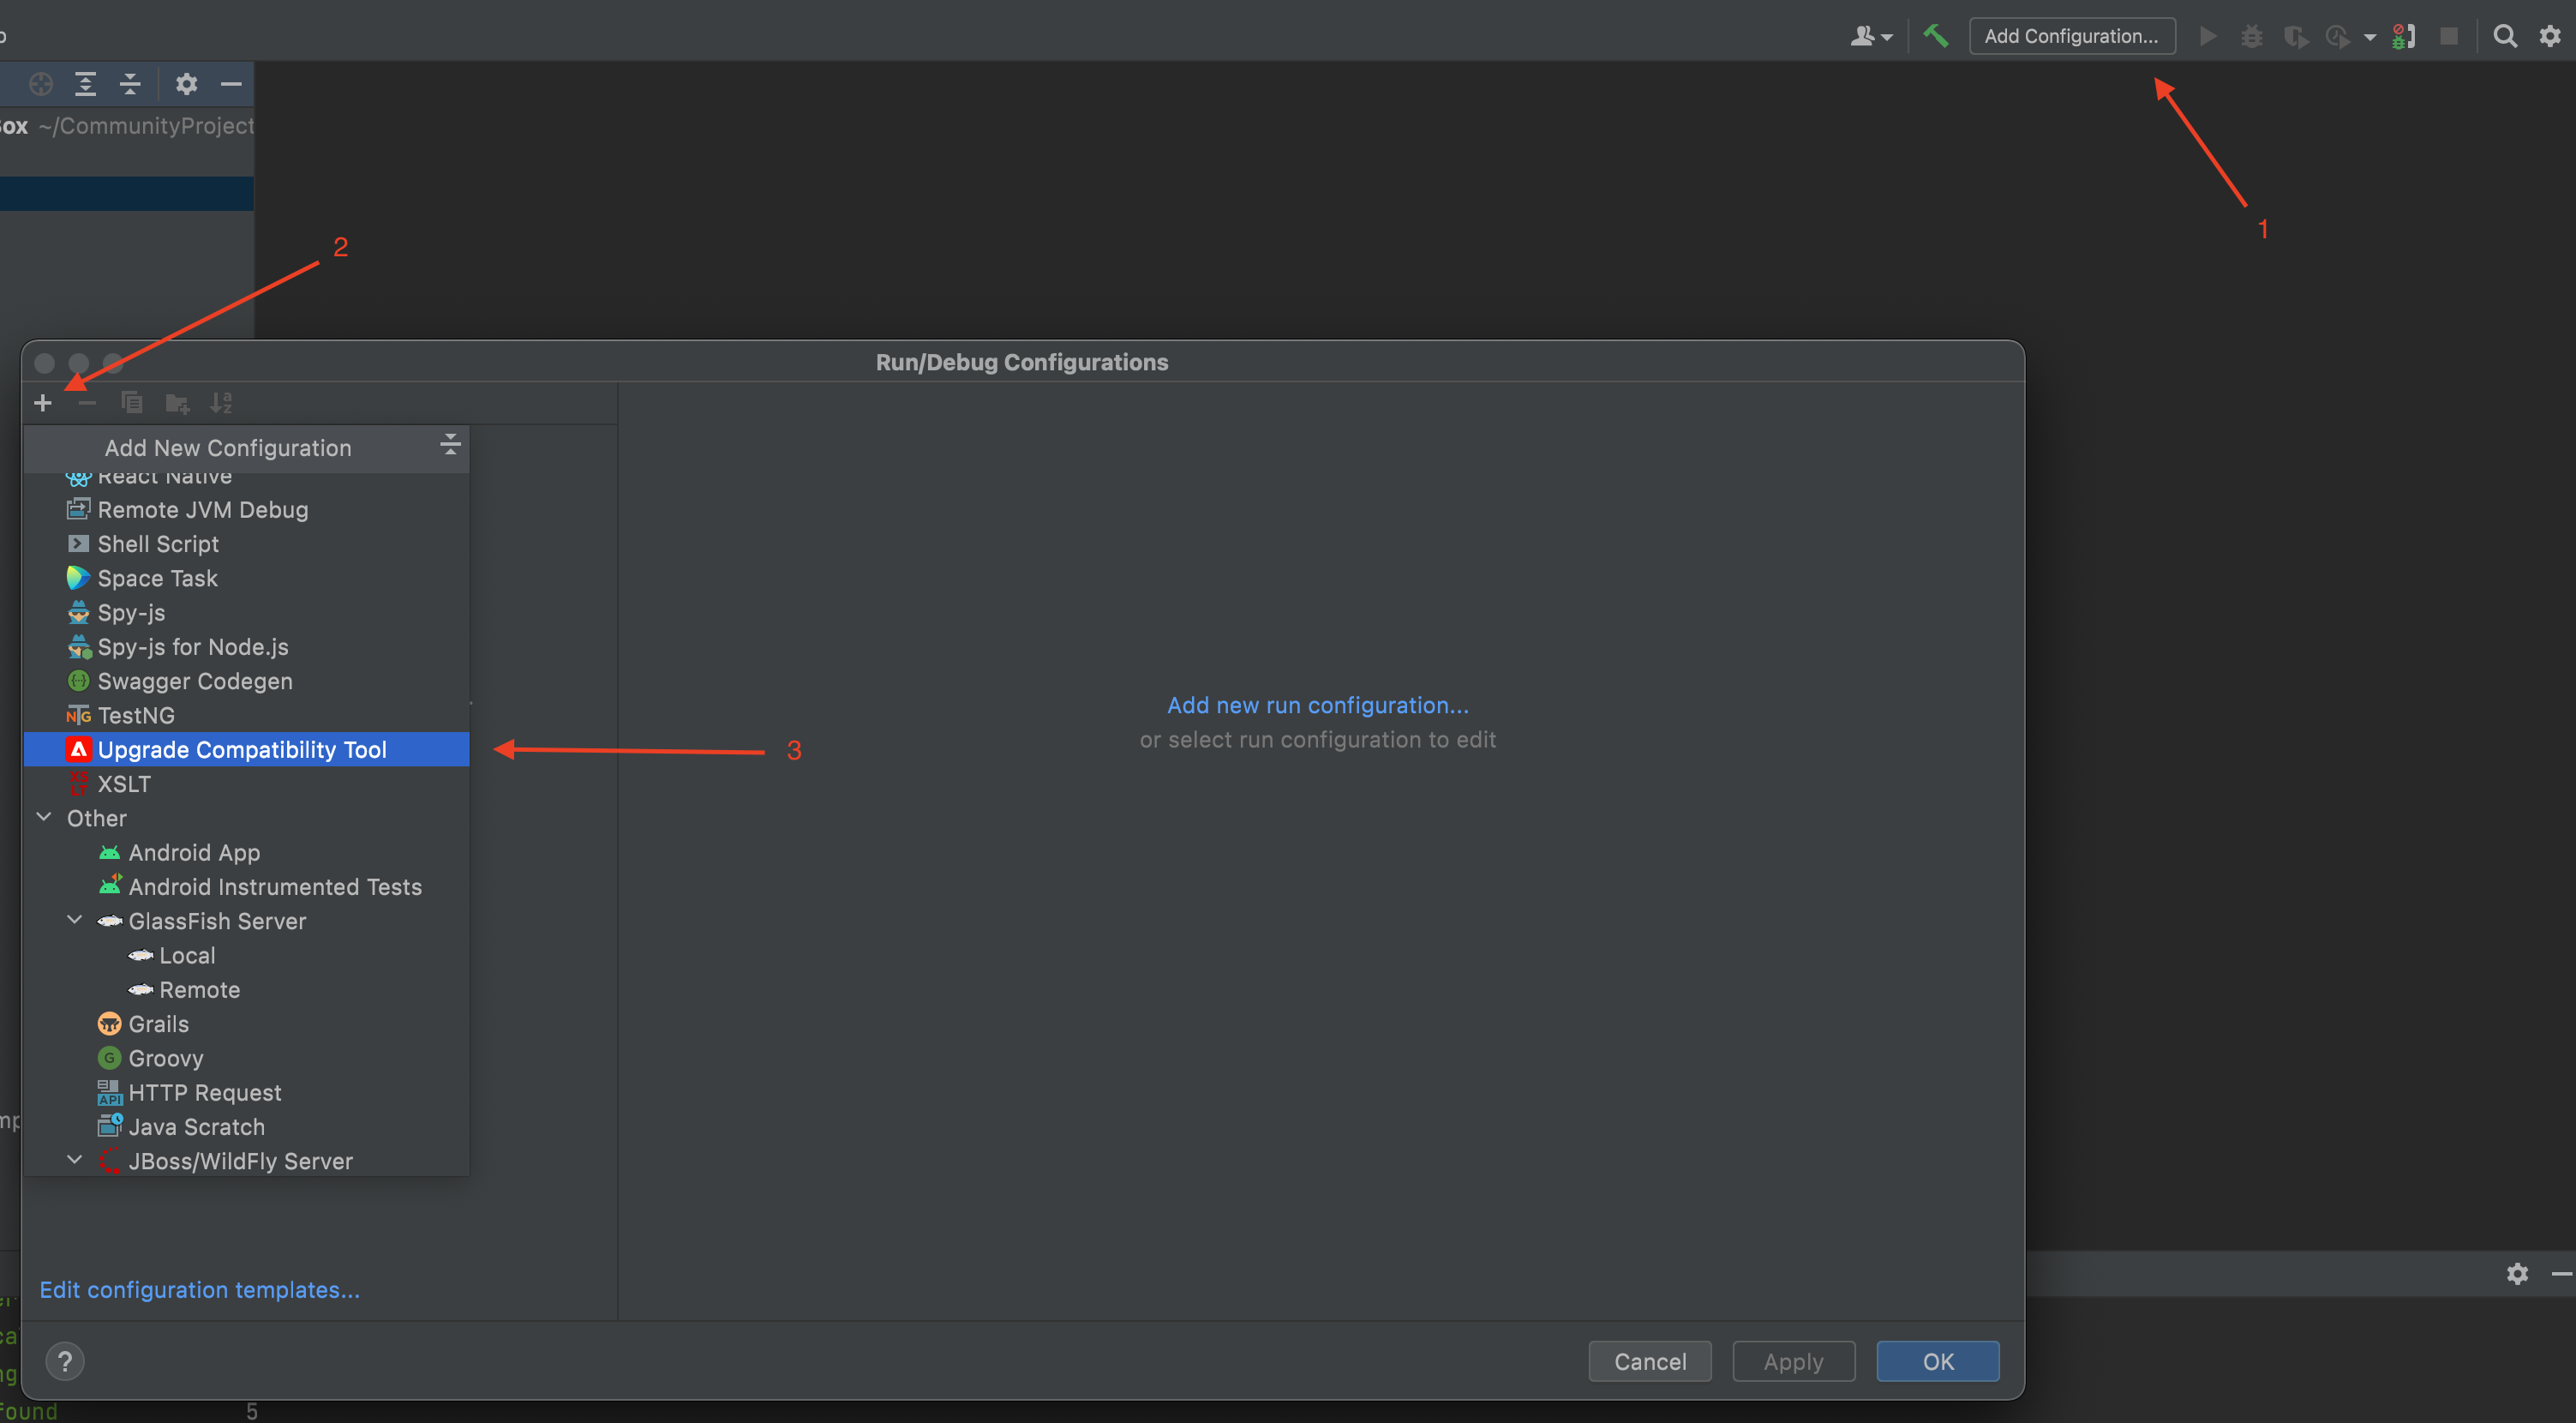 Add Configuration...
ox ~/CommunityProject
1
2
Run/Debug Configurations
Add New Configuration
React Native
Remote JVM Debug
Shell Script
Space Task
Spy-js
Spy-js for Node.js
Swagger Codegen
TestNG
Upgrade Compatibility Tool
3
XSLT
Other
Android App
Android Instrumented Tests
GlassFish Server
Local
Remote
Grails
Groovy
HTTP Request
Java Scratch
JBoss/WildFly Server
Add new run configuration...
or select run configuration to edit
Edit configuration templates...
?
Cancel
Apply
OK
found 5